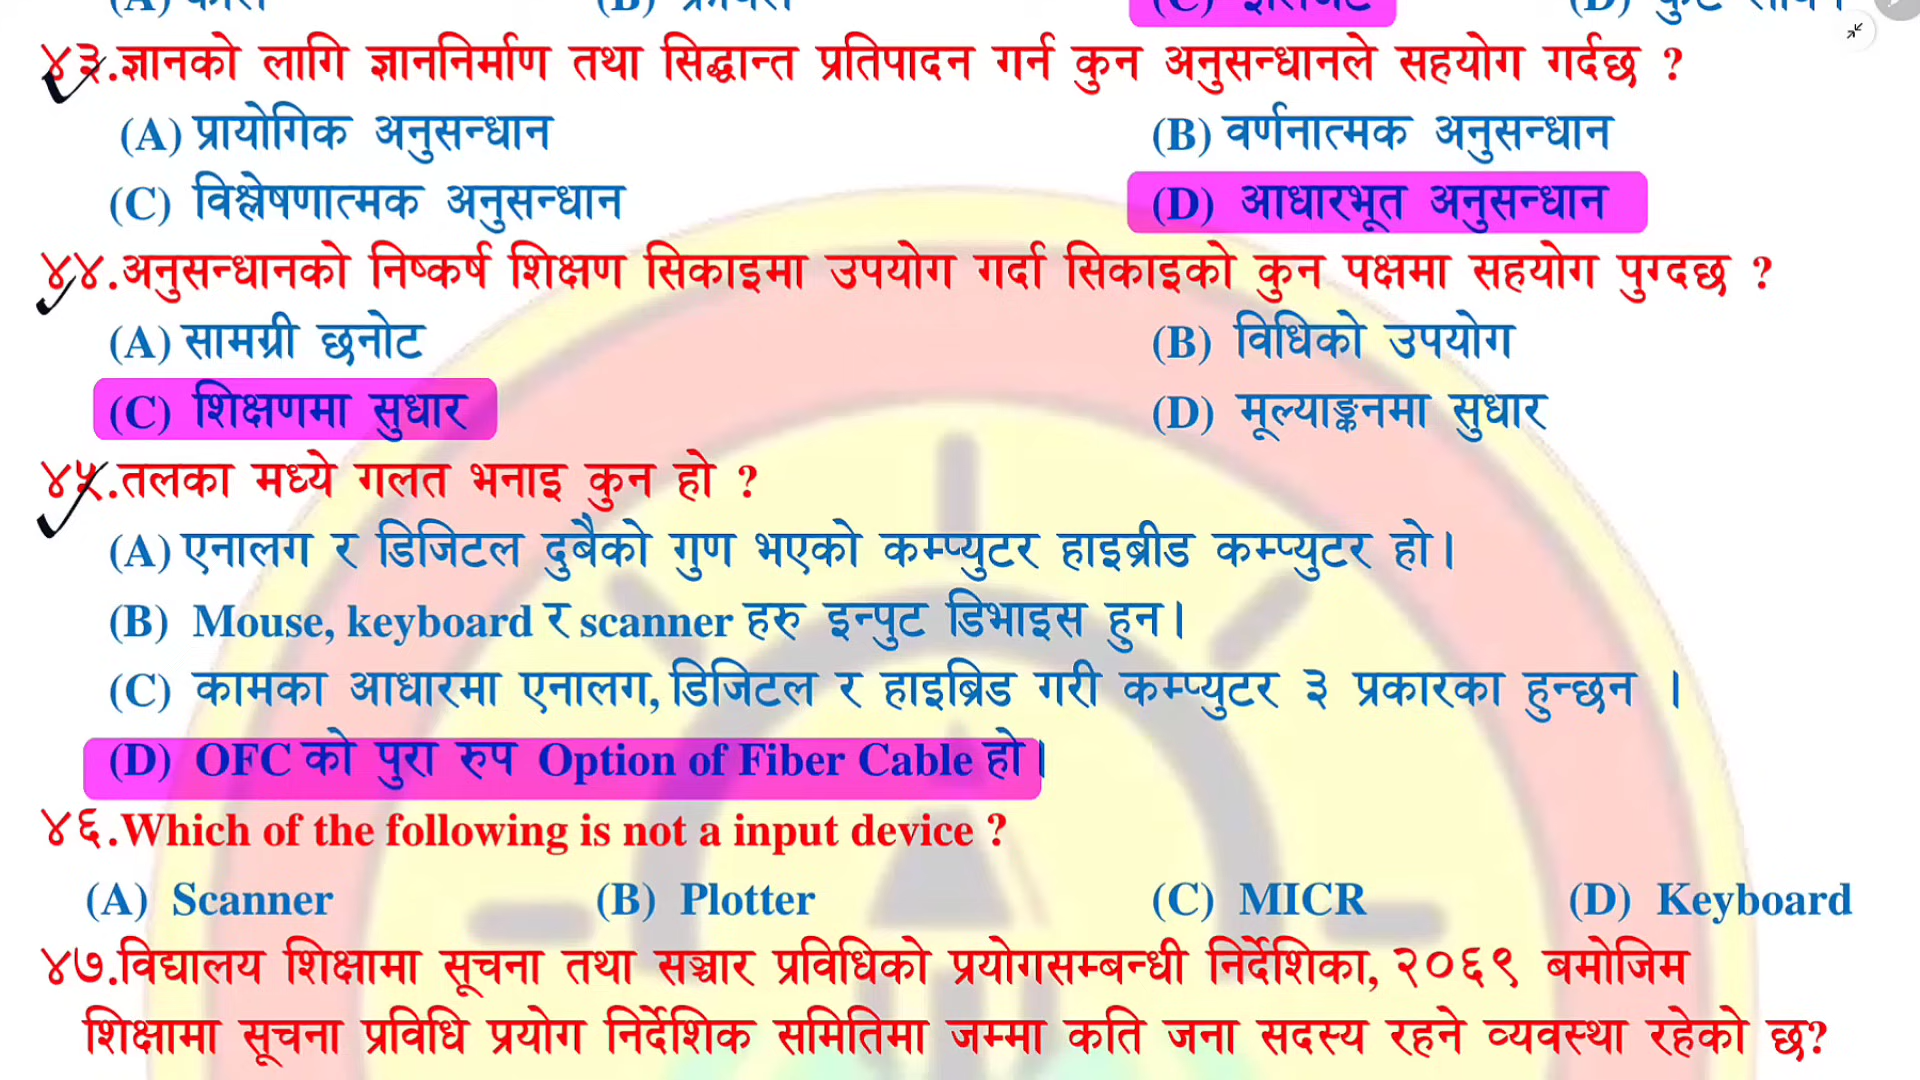 ४३.ज्ञानको लागि ज्ञाननिर्माण तथा सिद्धान्त प्रतिपादन गर्न कुन अनुसन्धानले सहयोग गर्दछ ?
(A) प्रायोगिक अनुसन्धान (B) वर्णनात्मक अनुसन्धान
(C) विश्लेषणात्मक अनुसन्धान (D) आधारभूत अनुसन्धान
४४.अनुसन्धानको निष्कर्ष शिक्षण सिकाइमा उपयोग गर्दा सिकाइको कुन पक्षमा सहयोग पुग्दछ ?
(A) सामग्री छनोट (B) विधिको उपयोग
(C) शिक्षणमा सुधार (D) मूल्याङ्कनमा सुधार
४५.तलका मध्ये गलत भनाइ कुन हो ?
(A) एनालग र डिजिटल दुबैको गुण भएको कम्प्युटर हाइब्रीड कम्प्युटर हो।
(B) Mouse, keyboard र scanner हरु इन्पुट डिभाइस हुन।
(C) कामका आधारमा एनालग, डिजिटल र हाइब्रिड गरी कम्प्युटर ३ प्रकारका हुन्छन ।
(D) OFC को पुरा रुप Option of Fiber Cable हो।
४६.Which of the following is not a input device ?
(A) Scanner (B) Plotter (C) MICR (D) Keyboard
४७.विद्यालय शिक्षामा सूचना तथा सञ्चार प्रविधिको प्रयोगसम्बन्धी निर्देशिका, २०६९ बमोजिम
शिक्षामा सूचना प्रविधि प्रयोग निर्देशिक समितिमा जम्मा कति जना सदस्य रहने व्यवस्था रहेको छ?